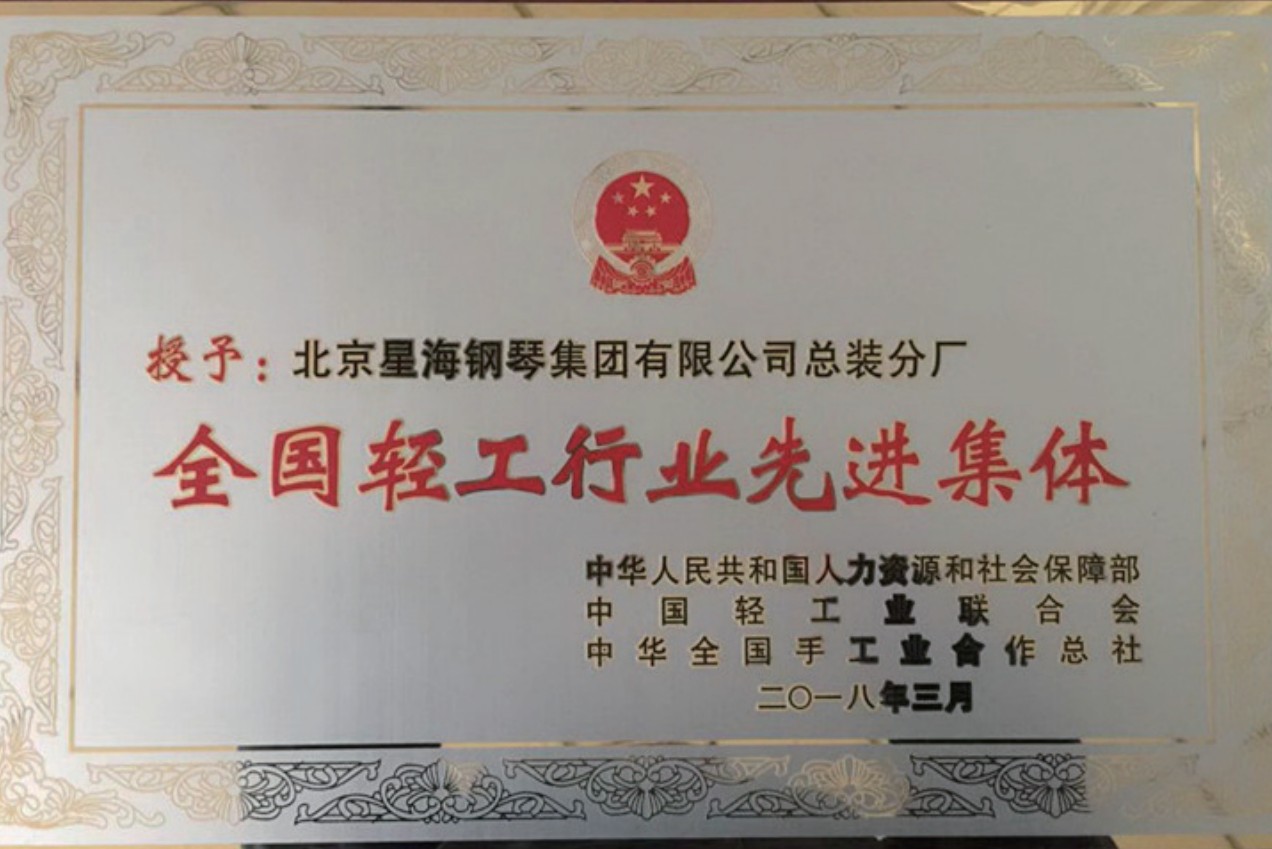 授予：北京星海钢琴集团有限公司总装分厂
全国轻工行业先进集体
中华人民共和国人力资源和社会保障部
中国轻工业联合会
中华全国手工业合作总社
二〇一八年三月